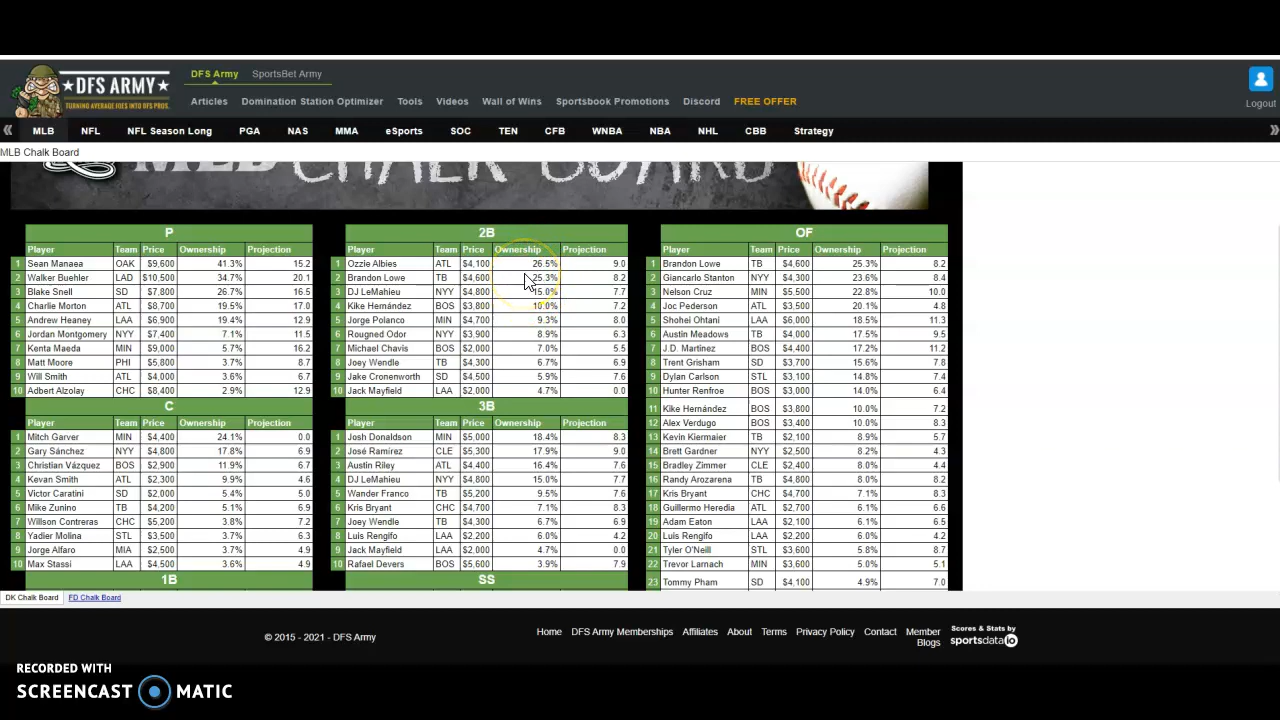 DFS Army SportsBet Army
★DFS ARMY★
TURNING AVERAGE JOES INTO DFS PROS.
Articles Domination Station Optimizer Tools Videos Wall of Wins Sportsbook Promotions Discord FREE OFFER
Logout
« MLB NFL NFL Season Long PGA NAS MMA eSports SOC TEN CFB WNBA NBA NHL CBB Strategy »
MLB Chalk Board
MLB CHALK BOARD
P
Player Team Price Ownership Projection
1 Sean Manaea OAK $9,600 41.3% 15.2
2 Walker Buehler LAD $10,500 34.7% 20.1
3 Blake Snell SD $7,800 26.7% 16.5
4 Charlie Morton ATL $8,700 19.5% 17.0
5 Andrew Heaney LAA $6,900 19.4% 12.9
6 Jordan Montgomery NYY $7,400 7.1% 11.5
7 Kenta Maeda MIN $9,000 5.7% 16.2
8 Matt Moore PHI $5,800 3.7% 8.7
9 Will Smith ATL $4,000 3.6% 6.7
10 Adbert Alzolay CHC $8,400 2.9% 12.9
C
Player Team Price Ownership Projection
1 Mitch Garver MIN $4,400 24.1% 0.0
2 Gary Sánchez NYY $4,800 17.8% 6.9
3 Christian Vázquez BOS $2,900 11.9% 6.7
4 Kevan Smith ATL $2,300 9.9% 4.6
5 Victor Caratini SD $2,000 5.4% 5.0
6 Mike Zunino TB $4,200 5.1% 6.9
7 Willson Contreras CHC $5,200 3.8% 7.2
8 Yadier Molina STL $3,500 3.7% 6.3
9 Jorge Alfaro MIA $2,500 3.7% 4.9
10 Max Stassi LAA $4,500 3.6% 4.9
1B
2B
Player Team Price Ownership Projection
1 Ozzie Albies ATL $4,100 26.5% 9.0
2 Brandon Lowe TB $4,600 25.3% 8.2
3 DJ LeMahieu NYY $4,800 15.0% 7.7
4 Kike Hernández BOS $3,800 10.0% 7.2
5 Jorge Polanco MIN $4,700 9.3% 8.0
6 Rougned Odor NYY $3,900 8.9% 6.3
7 Michael Chavis BOS $2,000 7.0% 5.5
8 Joey Wendle TB $4,300 6.7% 6.9
9 Jake Cronenworth SD $4,500 5.9% 7.6
10 Jack Mayfield LAA $2,000 4.7% 0.0
3B
Player Team Price Ownership Projection
1 Josh Donaldson MIN $5,000 18.4% 8.3
2 José Ramírez CLE $5,300 17.9% 9.0
3 Austin Riley ATL $4,400 16.4% 7.6
4 DJ LeMahieu NYY $4,800 15.0% 7.7
5 Wander Franco TB $5,200 9.5% 7.6
6 Kris Bryant CHC $4,700 7.1% 8.3
7 Joey Wendle TB $4,300 6.7% 6.9
8 Luis Rengifo LAA $2,200 6.0% 4.2
9 Jack Mayfield LAA $2,000 4.7% 0.0
10 Rafael Devers BOS $5,600 3.9% 7.9
SS
OF
Player Team Price Ownership Projection
1 Brandon Lowe TB $4,600 25.3% 8.2
2 Giancarlo Stanton NYY $4,300 23.6% 8.4
3 Nelson Cruz MIN $5,500 22.8% 10.0
4 Joc Pederson ATL $3,500 20.1% 4.8
5 Shohei Ohtani LAA $6,000 18.5% 11.3
6 Austin Meadows TB $4,000 17.5% 9.5
7 J.D. Martinez BOS $4,400 17.2% 11.2
8 Trent Grisham SD $3,700 15.6% 7.8
9 Dylan Carlson STL $3,100 14.8% 7.4
10 Hunter Renfroe BOS $4,000 14.0% 6.4
11 Kike Hernández BOS $3,800 10.0% 7.2
12 Alex Verdugo BOS $3,400 10.0% 8.3
13 Kevin Kiermaier TB $2,100 8.9% 5.7
14 Brett Gardner NYY $2,500 8.2% 4.3
15 Bradley Zimmer CLE $2,400 8.0% 4.4
16 Randy Arozarena TB $4,800 8.0% 8.2
17 Kris Bryant CHC $4,700 7.1% 8.3
18 Guillermo Heredia ATL $2,700 6.1% 6.6
19 Adam Eaton LAA $2,100 6.1% 6.5
20 Luis Rengifo LAA $2,200 6.0% 4.2
21 Tyler O'Neill STL $3,600 5.8% 8.7
22 Trevor Larnach MIN $3,600 5.0% 5.1
23 Tommy Pham SD $4,100 4.9% 7.0
DK Chalk Board FD Chalk Board
© 2015 - 2021 - DFS Army
Home DFS Army Memberships Affiliates About Terms Privacy Policy Contact Member Blogs
Scores & Stats by
sportsdata io
RECORDED WITH
SCREENCAST MATIC